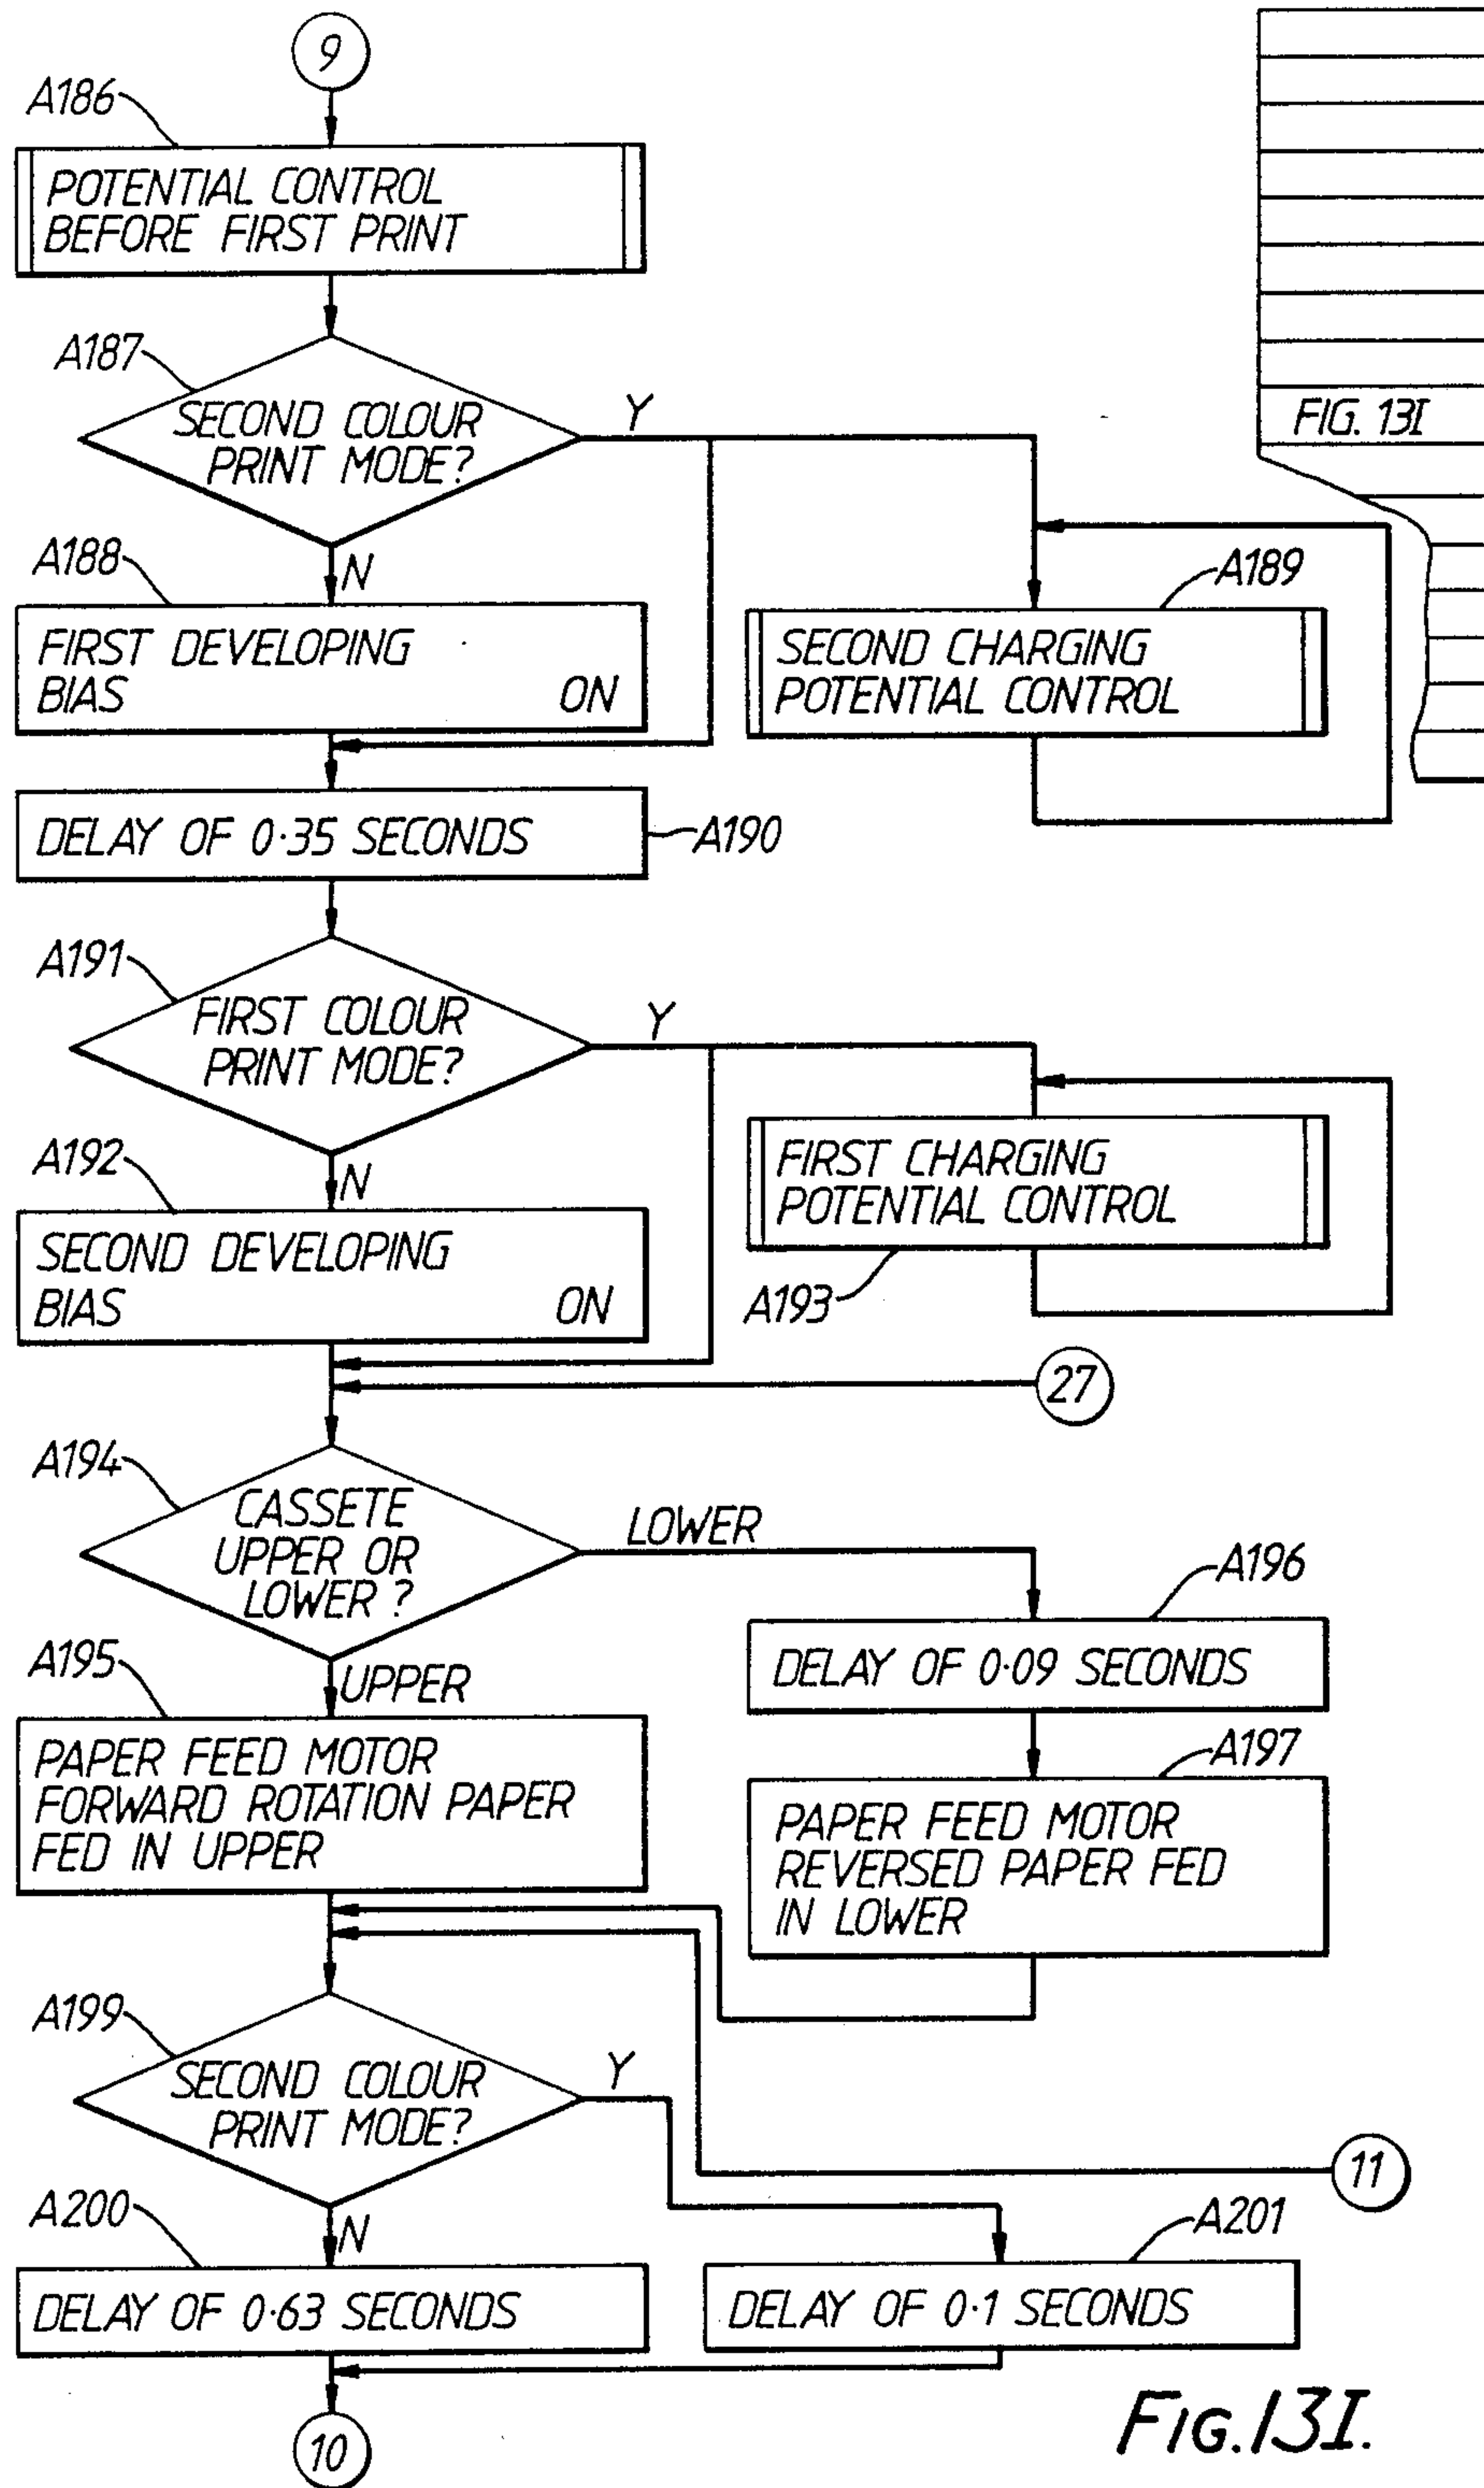 9
A186
POTENTIAL CONTROL
BEFORE FIRST PRINT
A187
SECOND COLOUR
PRINT MODE?
Y
FIG. 13I
A188
N
A189
FIRST DEVELOPING
BIAS ON
SECOND CHARGING
POTENTIAL CONTROL
DELAY OF 0·35 SECONDS
A190
A191
FIRST COLOUR
PRINT MODE?
Y
A192
N
FIRST CHARGING
POTENTIAL CONTROL
SECOND DEVELOPING
BIAS ON
A193
27
A194
CASSETE
UPPER OR
LOWER ?
LOWER
A196
A195
UPPER
DELAY OF 0·09 SECONDS
A197
PAPER FEED MOTOR
FORWARD ROTATION PAPER
FED IN UPPER
PAPER FEED MOTOR
REVERSED PAPER FED
IN LOWER
A199
SECOND COLOUR
PRINT MODE?
Y
11
A200
N
A201
DELAY OF 0·63 SECONDS
DELAY OF 0·1 SECONDS
10
FIG.13I.